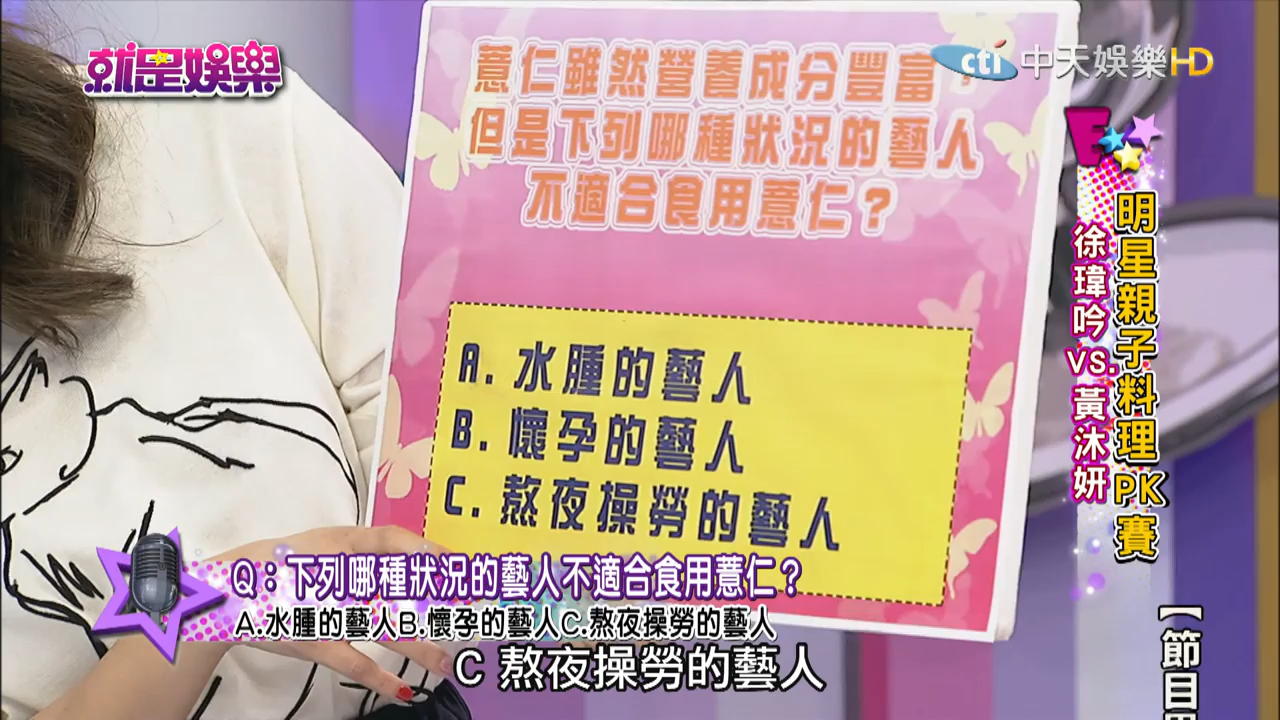 就是娛樂
cti 中天娛樂HD
薏仁雖然營養成分豐富，
但是下列哪種狀況的藝人
不適合食用薏仁？
A. 水腫的藝人
B. 懷孕的藝人
C. 熬夜操勞的藝人
明星親子料理PK賽
徐瑋吟vs.黃沐妍
Q：下列哪種狀況的藝人不適合食用薏仁？
A.水腫的藝人B.懷孕的藝人C.熬夜操勞的藝人
C 熬夜操勞的藝人
【節目